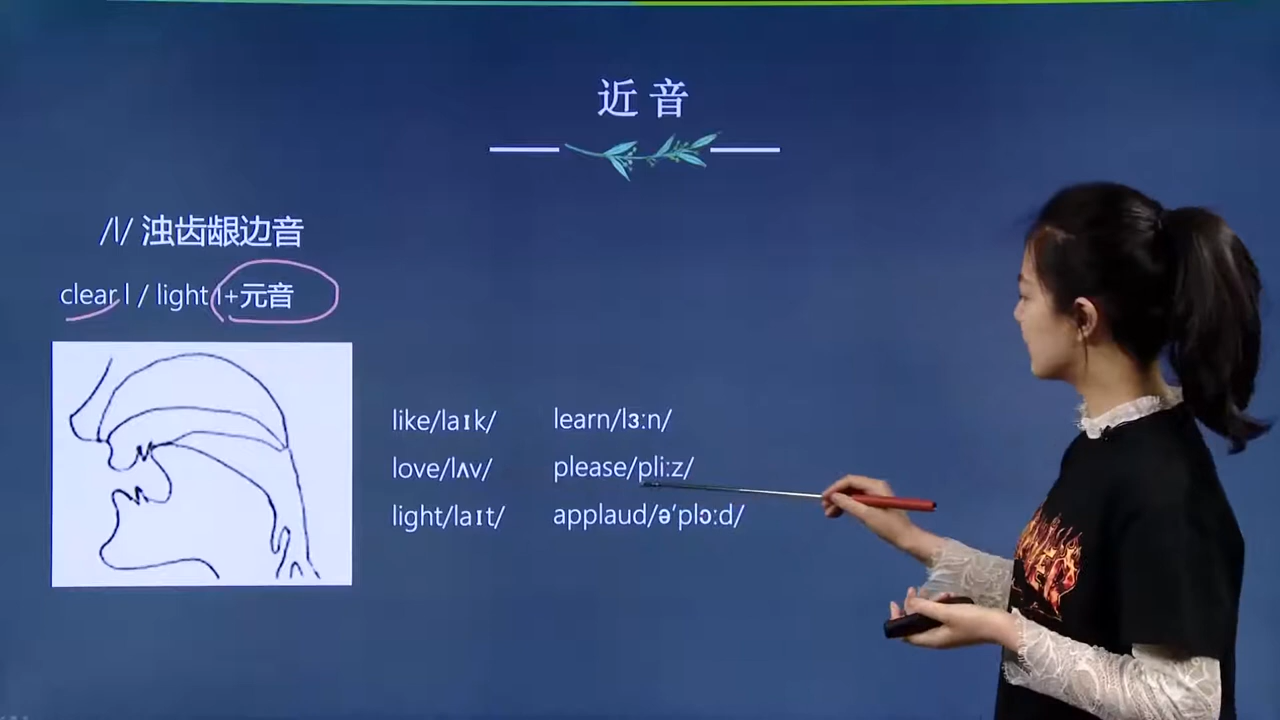 近音
/l/ 浊齿龈边音
clear l / light l+元音
like/laɪk/ learn/lɜːn/
love/lʌv/ please/pliːz/
light/laɪt/ applaud/ə'plɔːd/